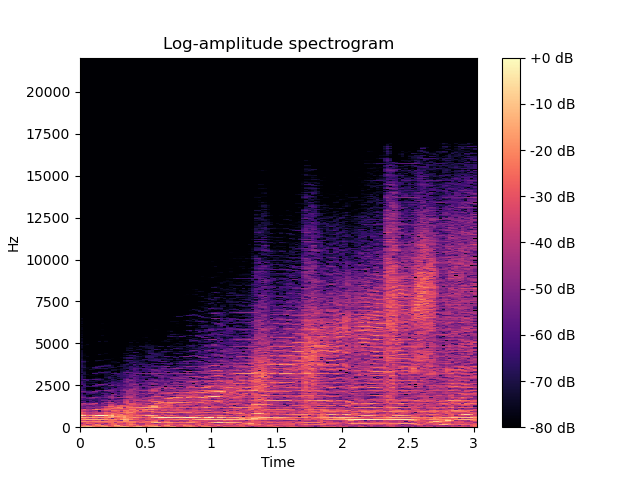 Log-amplitude spectrogram
Hz
20000
17500
15000
12500
10000
7500
5000
2500
0
0
0.5
1
1.5
2
2.5
3
Time
+0 dB
-10 dB
-20 dB
-30 dB
-40 dB
-50 dB
-60 dB
-70 dB
-80 dB